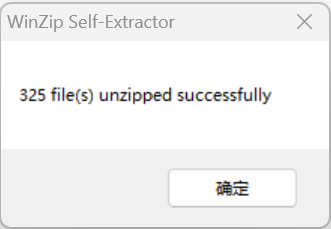 WinZip Self-Extractor
325 file(s) unzipped successfully
确定